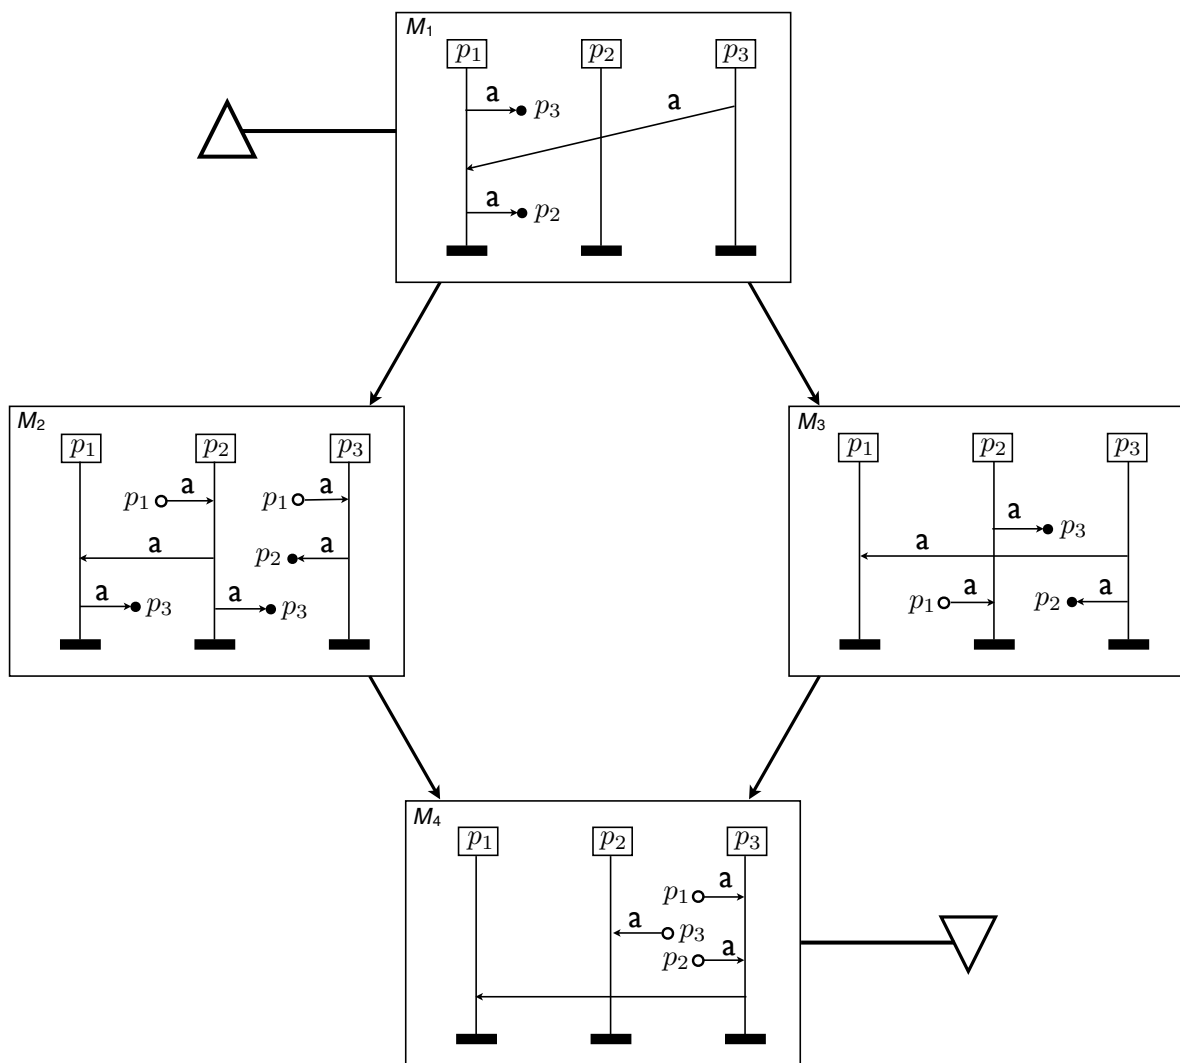 M₁
p₁ p₂ p₃
a p₃ a
a p₂
M₂
p₁ p₂ p₃
p₁ a p₁ a
a p₂ a
a p₃ a p₃
M₃
p₁ p₂ p₃
a p₃
a
p₁ a p₂ a
M₄
p₁ p₂ p₃
p₁ a
a p₃
p₂ a